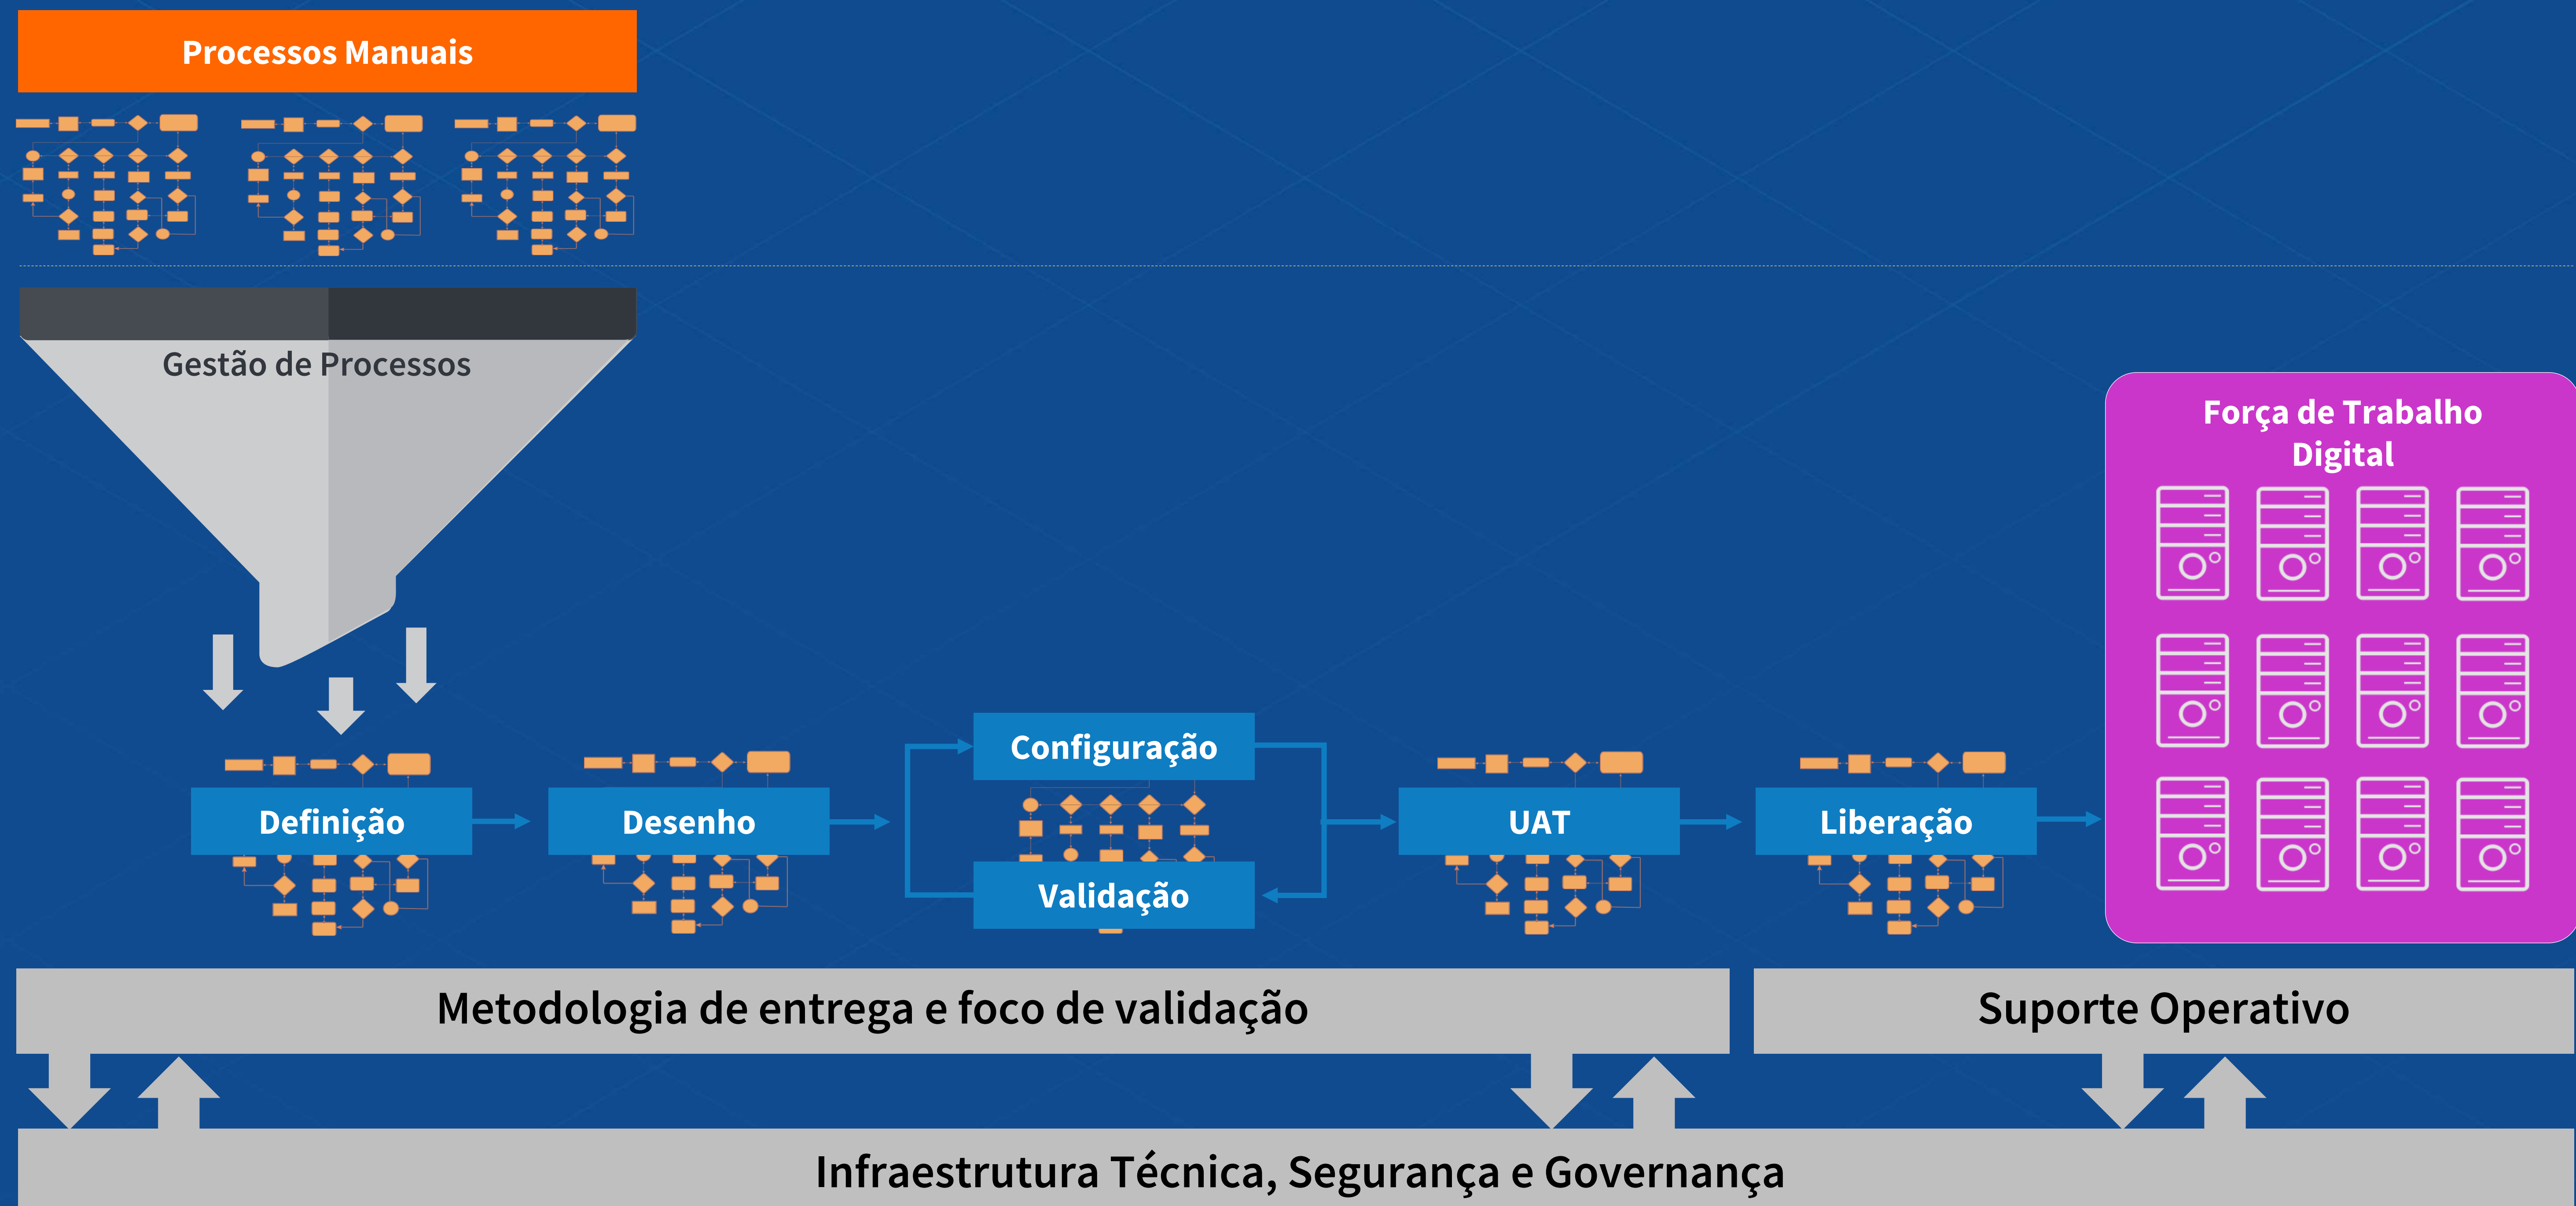 Processos Manuais
Gestão de Processos
Força de Trabalho
Digital
Configuração
Definição
Desenho
UAT
Liberação
Validação
Metodologia de entrega e foco de validação
Suporte Operativo
Infraestrutura Técnica, Segurança e Governança